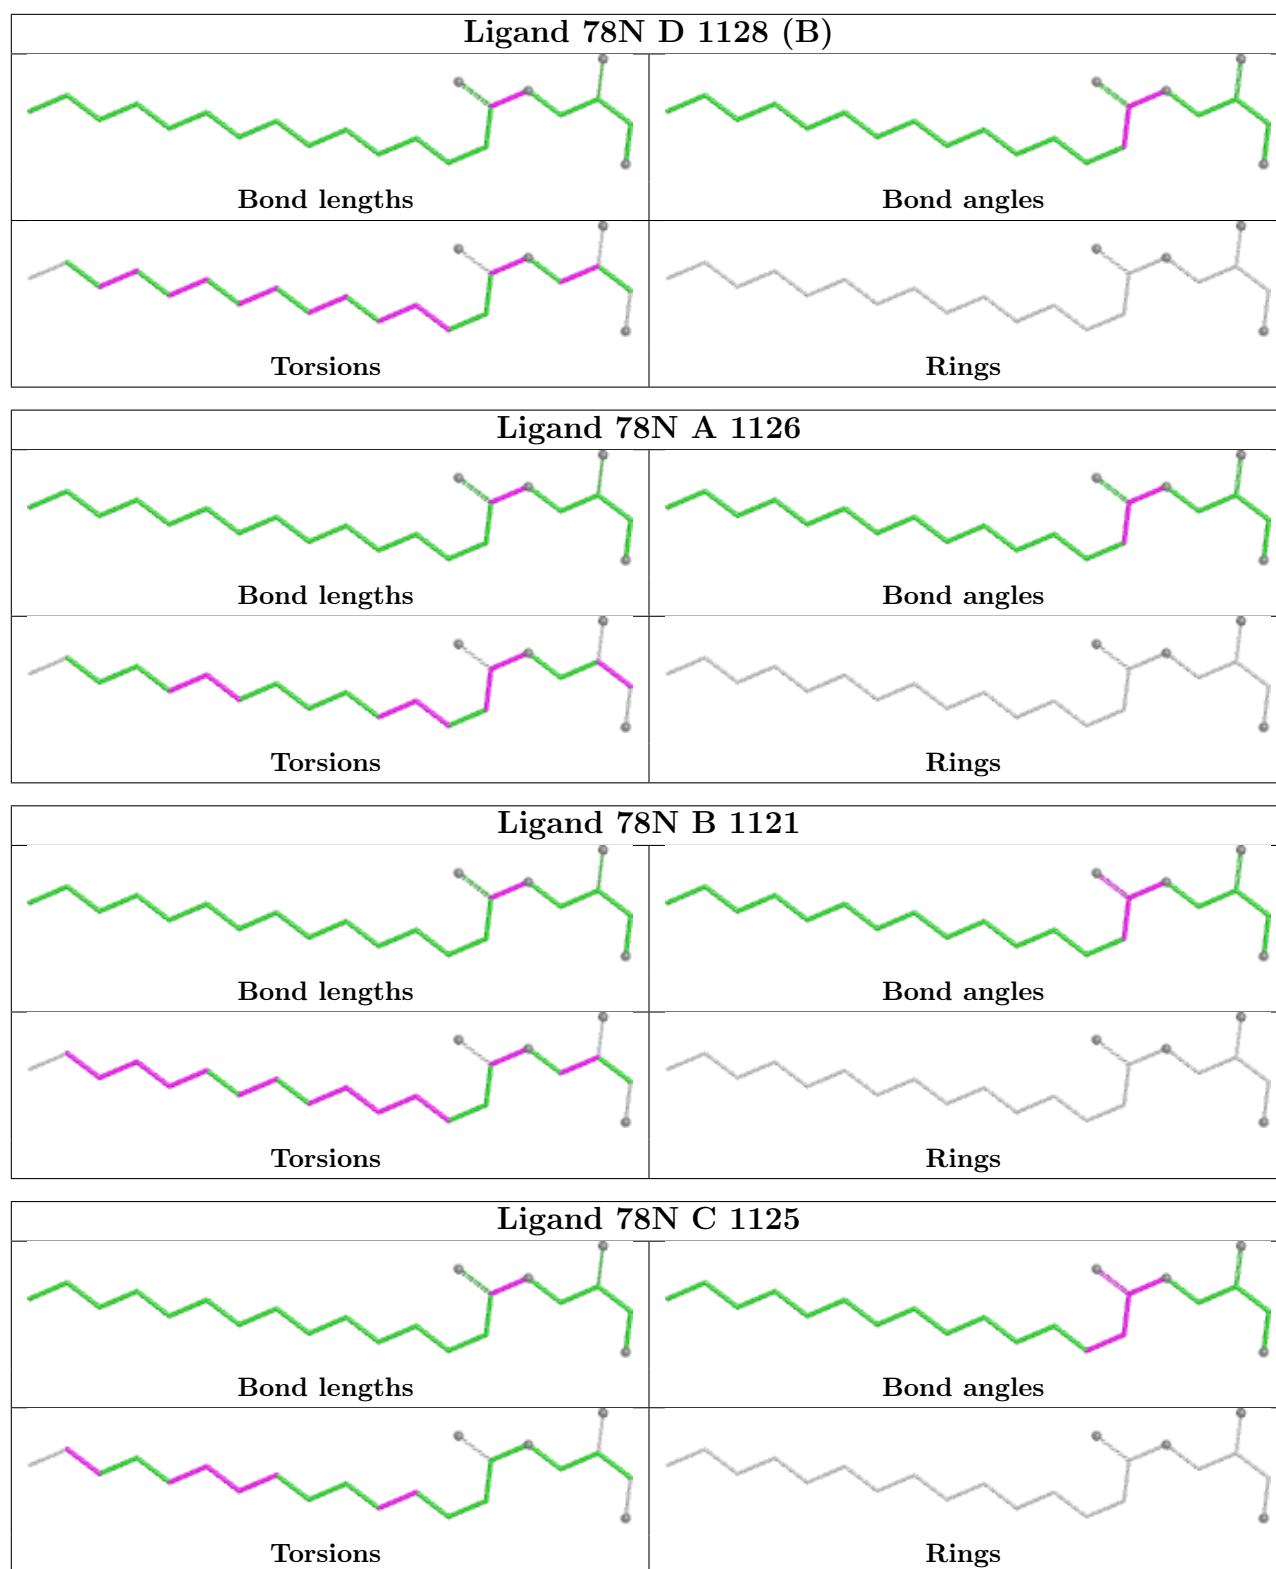 Ligand 78N D 1128 (B)
Bond lengths
Bond angles
Torsions
Rings
Ligand 78N A 1126
Bond lengths
Bond angles
Torsions
Rings
Ligand 78N B 1121
Bond lengths
Bond angles
Torsions
Rings
Ligand 78N C 1125
Bond lengths
Bond angles
Torsions
Rings